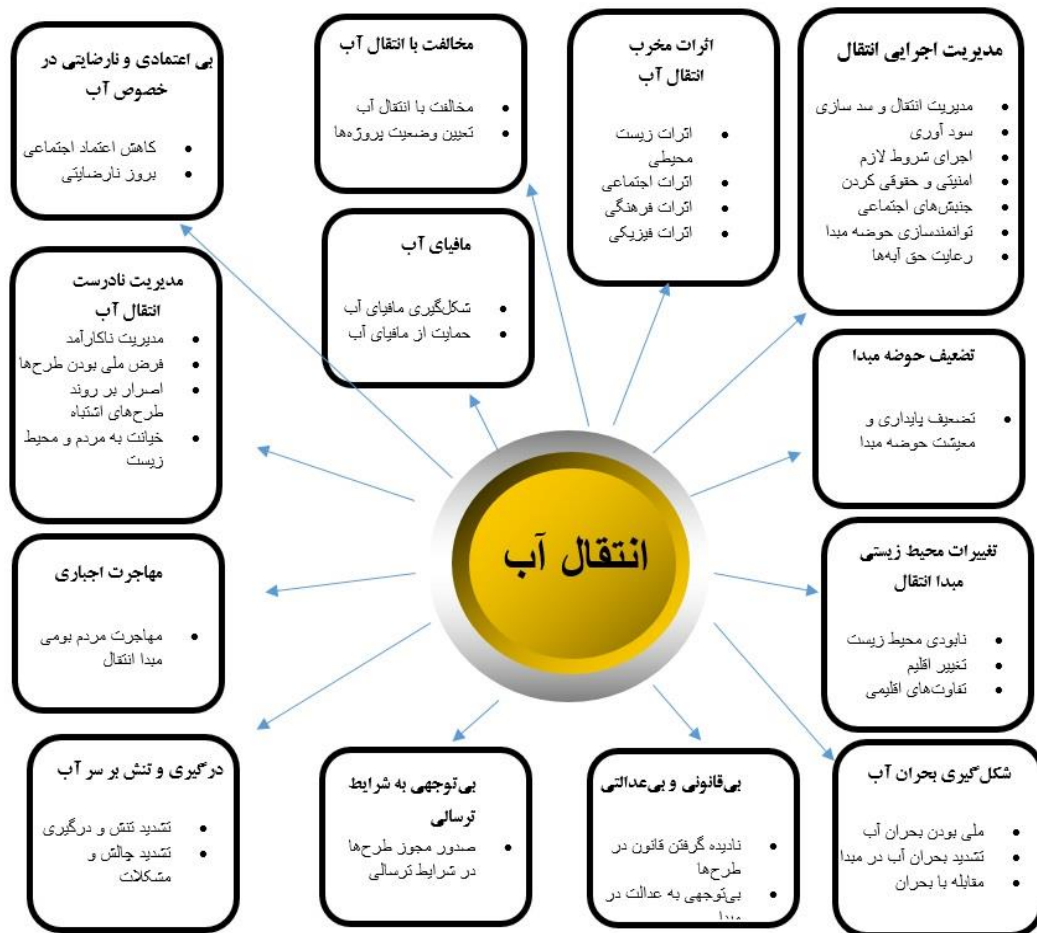 مدیریت اجرایی انتقال
مدیریت انتقال و سد سازی
سود آوری
اجرای شروط لازم
امنیتی و حقوقی کردن
جنبش‌های اجتماعی
توانمندسازی حوضه مبدا
رعایت حق آبه‌ها
اثرات مخرب
انتقال آب
اثرات زیست
محیطی
اثرات اجتماعی
اثرات فرهنگی
اثرات فیزیکی
مخالفت با انتقال آب
مخالفت با انتقال آب
تعیین وضعیت پروژه‌ها
بی اعتمادی و نارضایتی در
خصوص آب
کاهش اعتماد اجتماعی
بروز نارضایتی
مافیای آب
شکل‌گیری مافیای آب
حمایت از مافیای آب
مدیریت نادرست
انتقال آب
مدیریت ناکارآمد
فرض ملی بودن طرح‌ها
اصرار بر روند
طرح‌های اشتباه
خیانت به مردم و محیط
زیست
تضعیف حوضه مبدا
تضعیف پایداری و
معیشت حوضه مبدا
انتقال آب
تغییرات محیط زیستی
مبدا انتقال
نابودی محیط زیست
تغییر اقلیم
تفاوت‌های اقلیمی
مهاجرت اجباری
مهاجرت مردم بومی
مبدا انتقال
شکل‌گیری بحران آب
ملی بودن بحران آب
تشدید بحران آب در مبدا
مقابله با بحران
بی‌قانونی و بی‌عدالتی
نادیده گرفتن قانون در
طرح‌ها
بی‌توجهی به عدالت در
بی‌توجهی به شرایط
ترسالی
صدور مجوز طرح‌ها
در شرایط ترسالی
درگیری و تنش بر سر آب
تشدید تنش و درگیری
تشدید چالش و
مشکلات